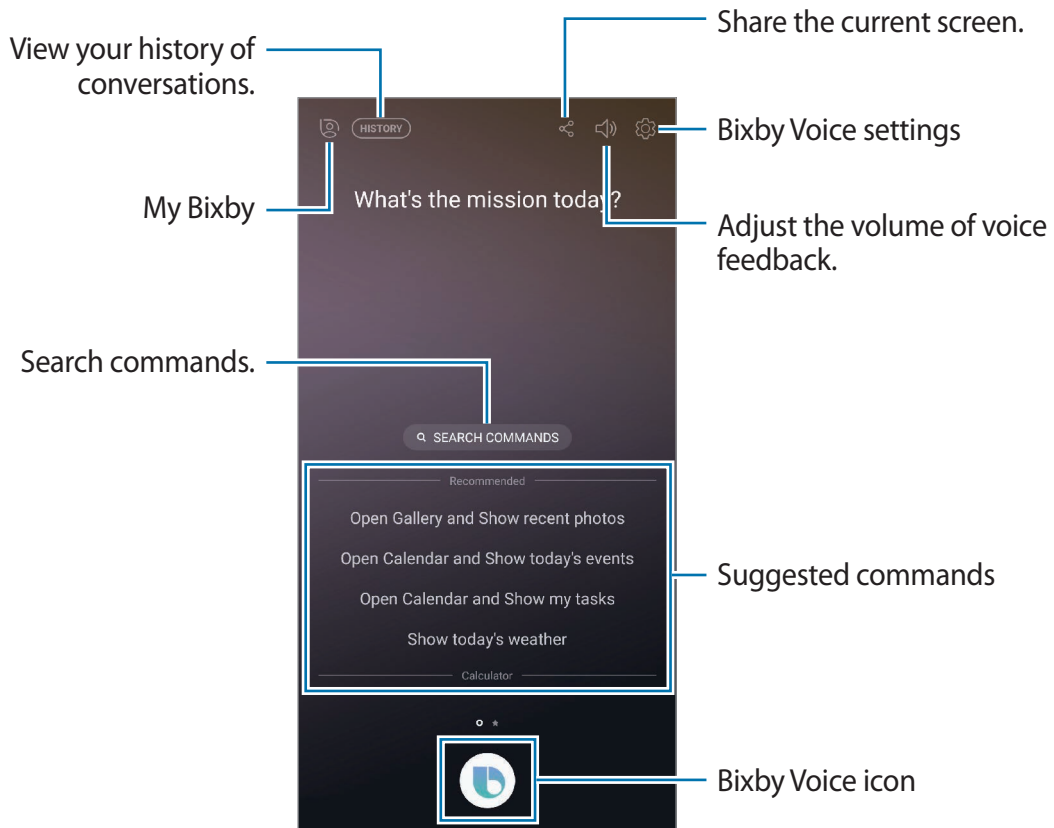 Share the current screen.
View your history of
conversations.
HISTORY
Bixby Voice settings
My Bixby
What's the mission today?
Adjust the volume of voice
feedback.
Search commands.
SEARCH COMMANDS
Recommended
Open Gallery and Show recent photos
Open Calendar and Show today's events
Suggested commands
Open Calendar and Show my tasks
Show today's weather
Calculator
Bixby Voice icon